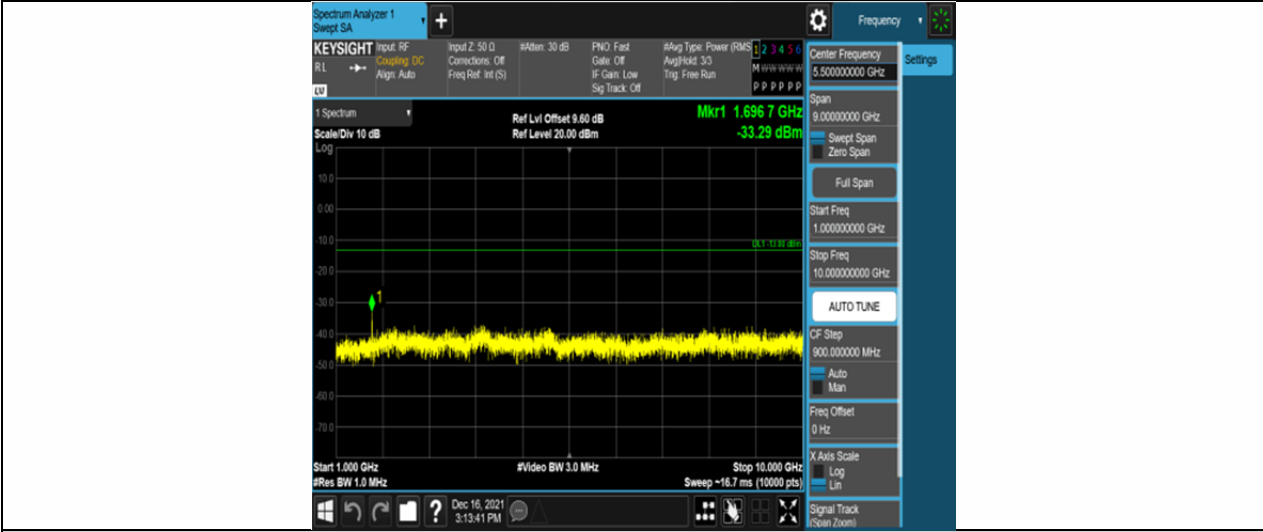 Spectrum Analyzer 1
Swept SA
+
Frequency
KEYSIGHT
RL
LV
Input: RF
Coupling: DC
Align: Auto
Input Z: 50 Ω
Corrections: Off
Freq Ref: Int (S)
#Atten: 30 dB
PNO: Fast
Gate: Off
IF Gain: Low
Sig Track: Off
#Avg Type: Power (RMS
Avg|Hold: 3/3
Trig: Free Run
1 2 3 4 5 6
M W W W W W
P P P P P P
1 Spectrum
Scale/Div 10 dB
Log
Ref Lvl Offset 9.60 dB
Ref Level 20.00 dBm
Mkr1 1.696 7 GHz
-33.29 dBm
10.0
0.00
-10.0
DL1 -13.00 dBm
-20.0
-30.0
1
-40.0
-50.0
-60.0
-70.0
Start 1.000 GHz
#Res BW 1.0 MHz
#Video BW 3.0 MHz
Stop 10.000 GHz
Sweep ~16.7 ms (10000 pts)
?
Dec 16, 2021
3:13:41 PM
Center Frequency
5.500000000 GHz
Settings
Span
9.00000000 GHz
Swept Span
Zero Span
Full Span
Start Freq
1.000000000 GHz
Stop Freq
10.000000000 GHz
AUTO TUNE
CF Step
900.000000 MHz
Auto
Man
Freq Offset
0 Hz
X Axis Scale
Log
Lin
Signal Track
(Span Zoom)